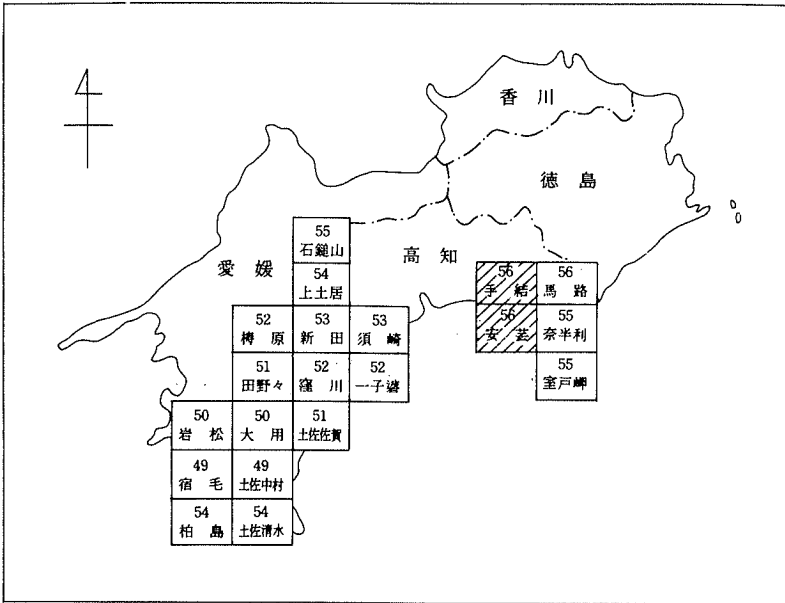 香川
徳島
愛媛
高知
55
石鎚山
54
上土居
56
手結
56
馬路
52
梼原
53
新田
53
須崎
56
安芸
55
奈半利
51
田野々
52
窪川
52
一子碆
55
室戸岬
50
岩松
50
大用
51
土佐佐賀
49
宿毛
49
土佐中村
54
柏島
54
土佐清水